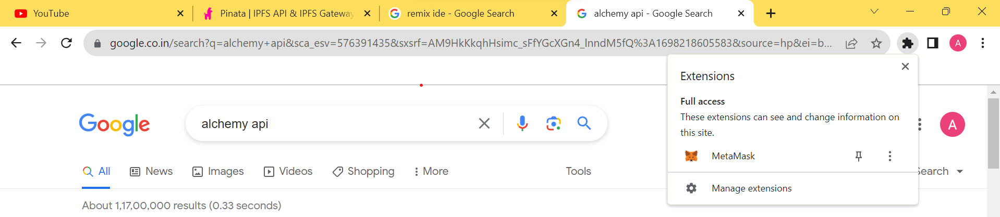 YouTube
Pinata | IPFS API & IPFS Gateway
remix ide - Google Search
alchemy api - Google Search
google.co.in/search?q=alchemy+api&sca_esv=576391435&sxsrf=AM9HkKkqhHsimc_sFfYGcXGn4_lnndM5fQ%3A1698218605583&source=hp&ei=b...
A
Extensions
Full access
These extensions can see and change information on
this site.
MetaMask
Manage extensions
Google
alchemy api
A
All
News
Images
Videos
Shopping
More
Tools
Search
About 1,17,00,000 results (0.33 seconds)